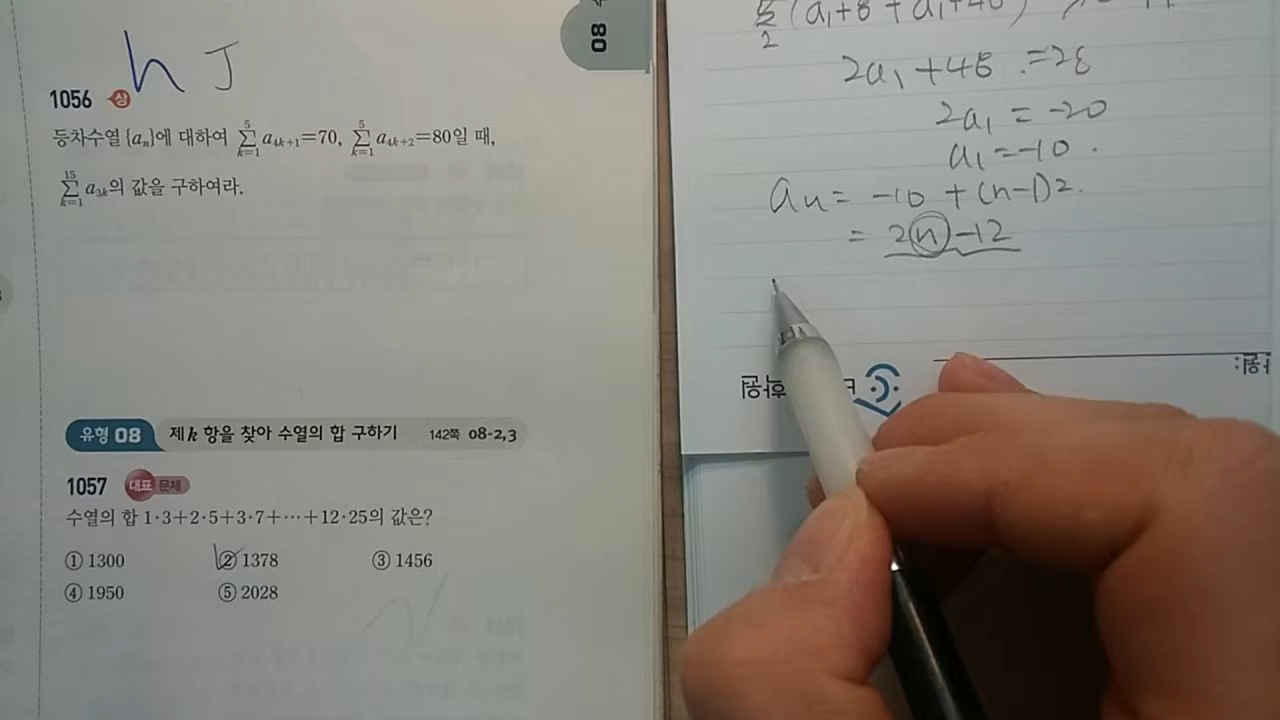 08
h J
1056 상
등차수열 {aₙ}에 대하여 ∑_{k=1}^{5} a_{4k+1}=70, ∑_{k=1}^{5} a_{4k+2}=80일 때,
∑_{k=1}^{15} a_{3k}의 값을 구하여라.
유형 08 제k 항을 찾아 수열의 합 구하기 142쪽 08-2,3
1057 대표 문제
수열의 합 1·3+2·5+3·7+⋯+12·25의 값은?
① 1300 ② 1378 ③ 1456
④ 1950 ⑤ 2028
2a₁+48=28
2a₁=-20
a₁=-10.
aₙ=-10+(n-1)2.
=2n-12
학원
원: